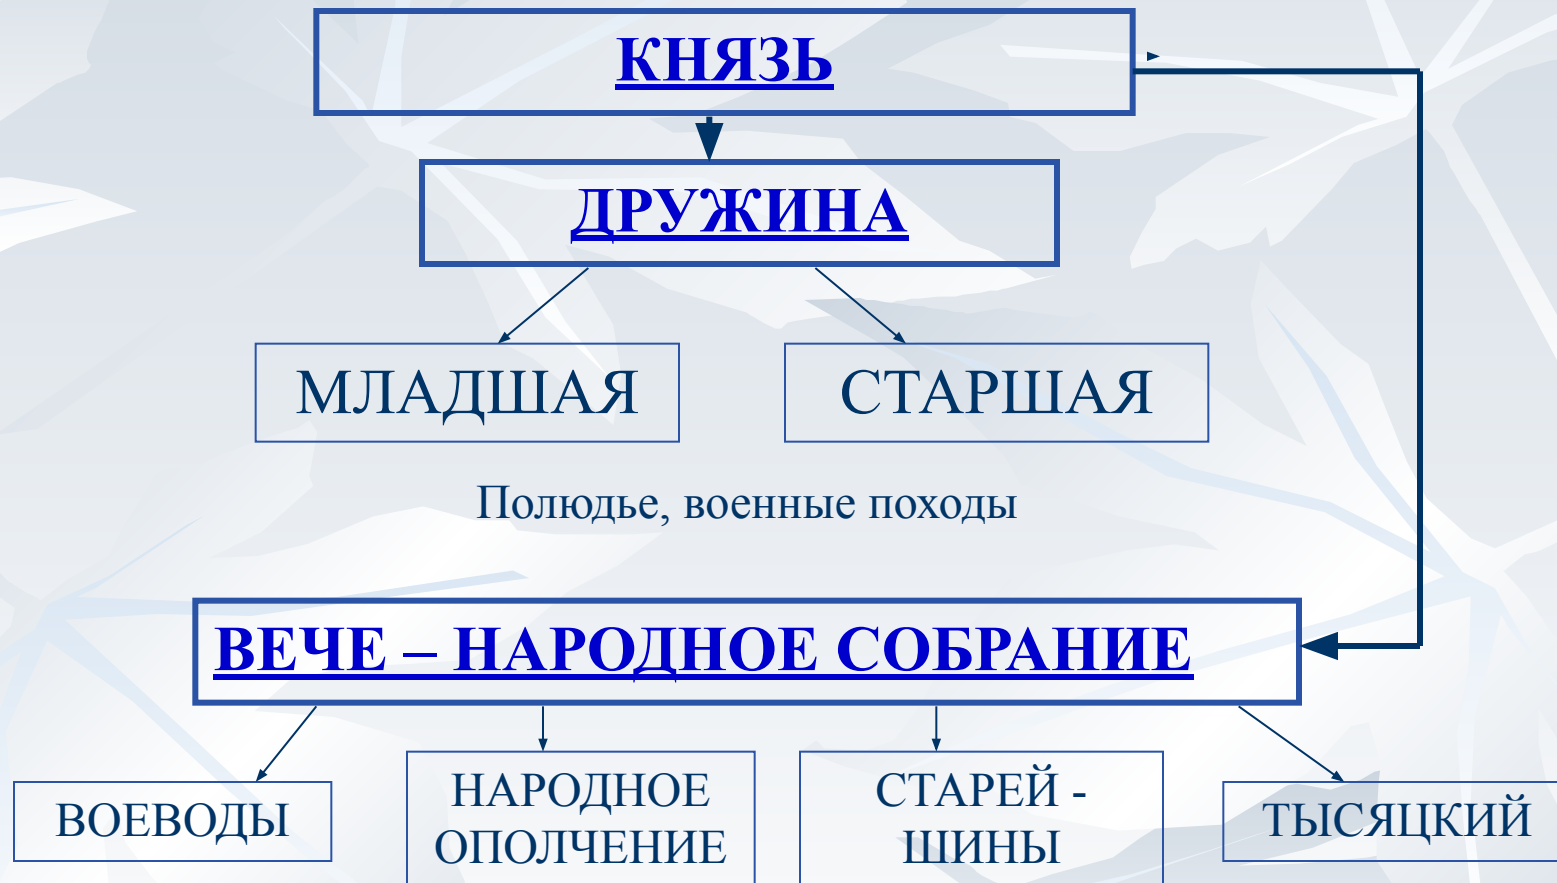 КНЯЗЬ
ДРУЖИНА
МЛАДШАЯ
СТАРШАЯ
Полюдье, военные походы
ВЕЧЕ – НАРОДНОЕ СОБРАНИЕ
ВОЕВОДЫ
НАРОДНОЕ
ОПОЛЧЕНИЕ
СТАРЕЙ -
ШИНЫ
ТЫСЯЦКИЙ